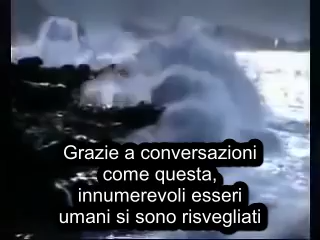 Grazie a conversazioni
come questa,
innumerevoli esseri
umani si sono risvegliati